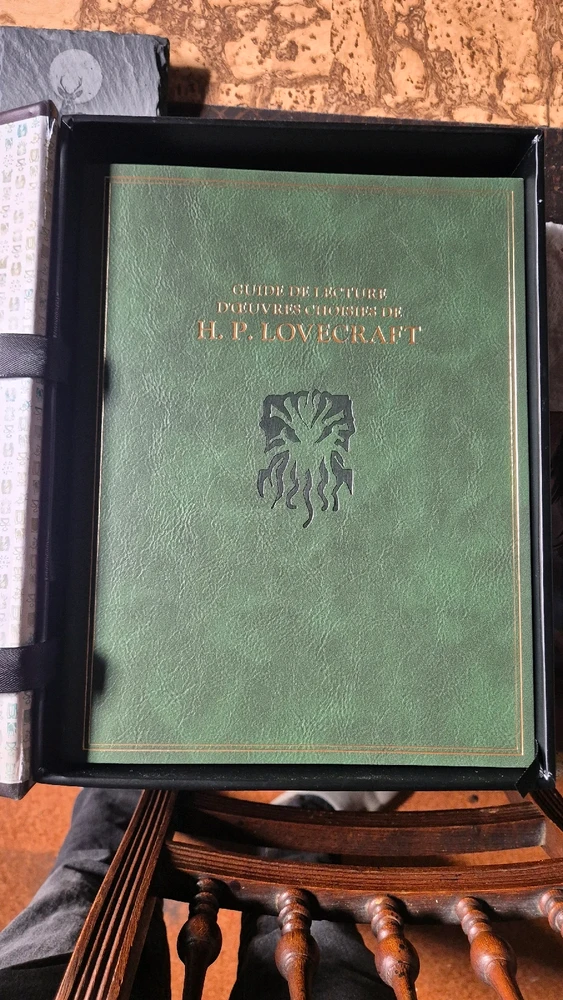 GUIDE DE LECTURE
D'ŒUVRES CHOISIES DE
H. P. LOVECRAFT